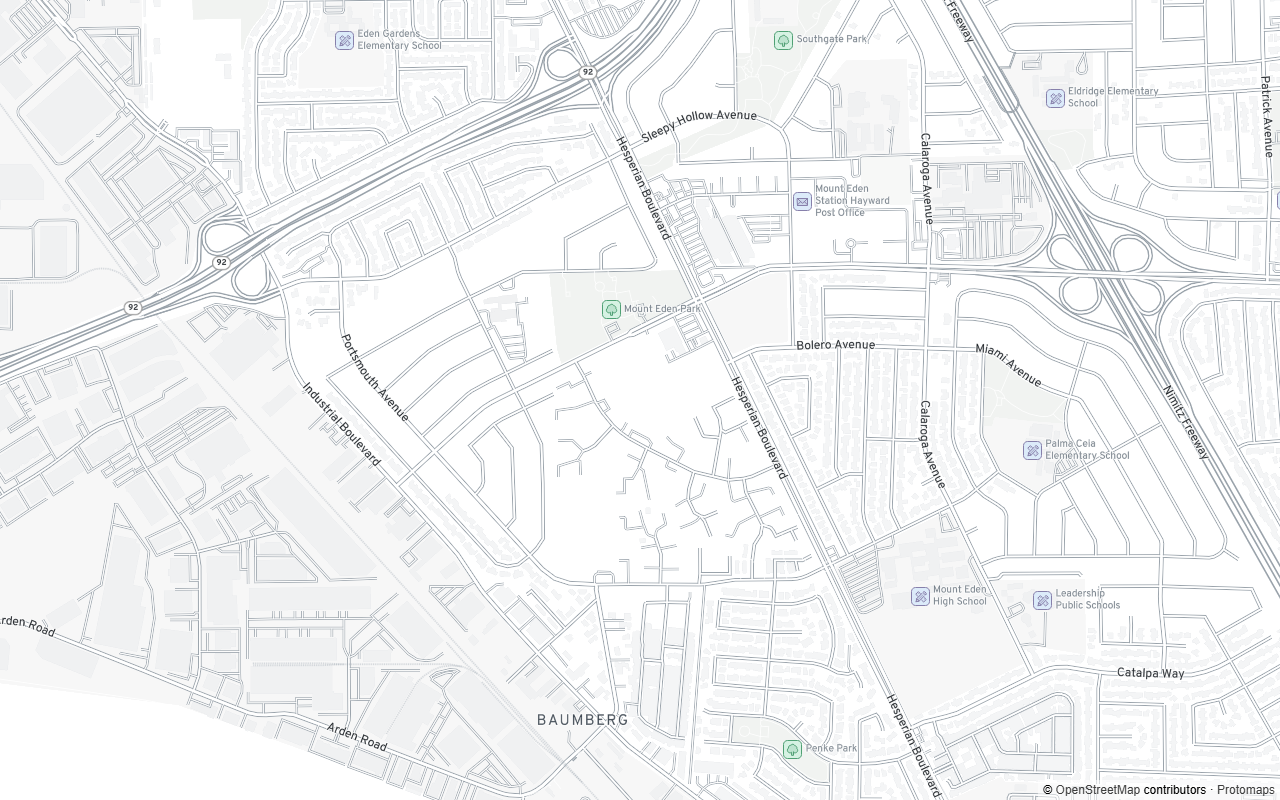 Freeway
Eden Gardens
Elementary School
Southgate Park
92
Eldridge Elementary
School
Patrick Avenue
Sleepy Hollow Avenue
Hesperian Boulevard
Calaroga Avenue
Mount Eden
Station Hayward
Post Office
92
92
Mount Eden Park
Portsmouth Avenue
Bolero Avenue
Miami Avenue
Industrial Boulevard
Hesperian Boulevard
Calaroga Avenue
Nimitz Freeway
Palma Ceia
Elementary School
Mount Eden
High School
Leadership
Public Schools
Arden Road
Catalpa Way
Hesperian Boulevard
BAUMBERG
Arden Road
Penke Park
© OpenStreetMap contributors · Protomaps